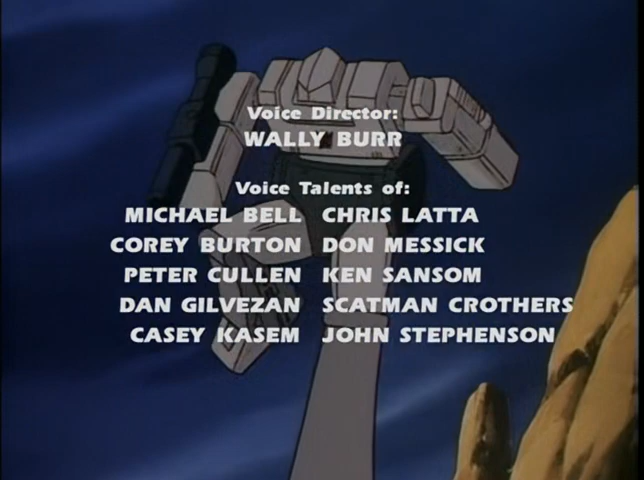 Voice Director:
WALLY BURR
Voice Talents of:
MICHAEL BELL CHRIS LATTA
COREY BURTON DON MESSICK
PETER CULLEN KEN SANSOM
DAN GILVEZAN SCATMAN CROTHERS
CASEY KASEM JOHN STEPHENSON